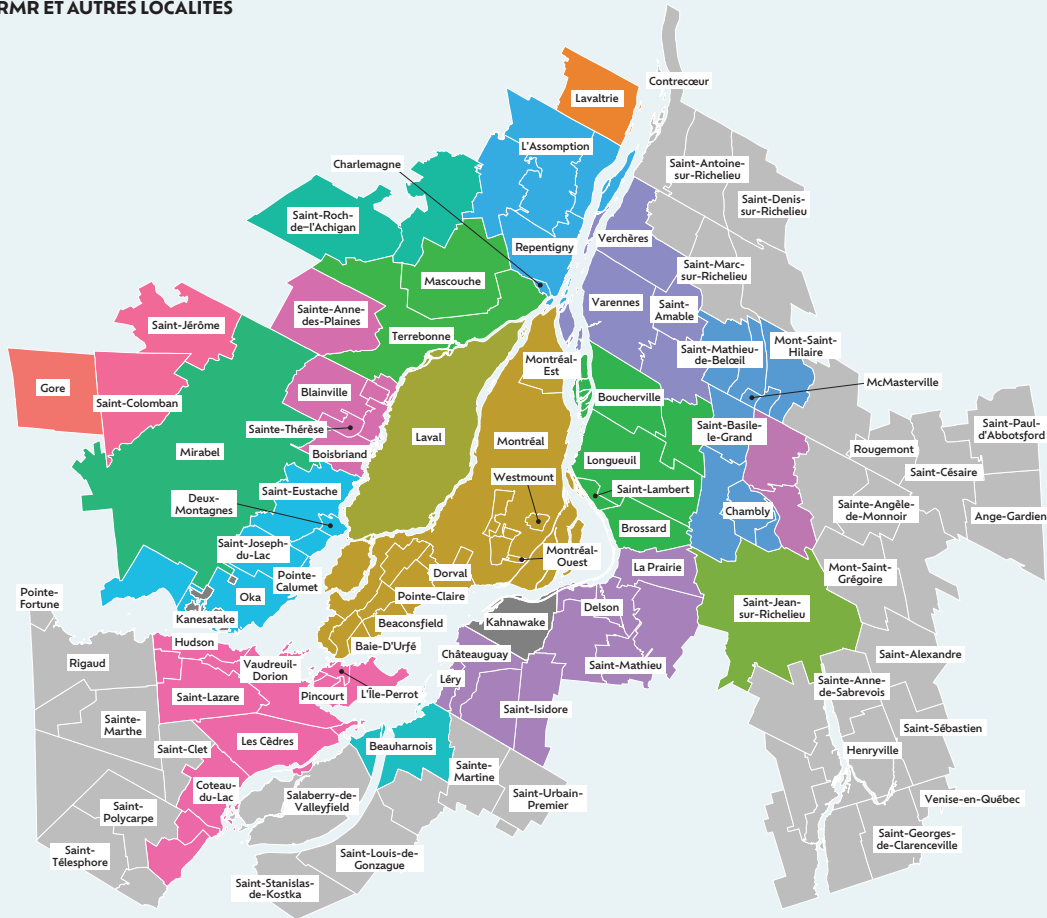 RMR ET AUTRES LOCALITÉS
Contrecœur
Lavaltrie
L'Assomption
Charlemagne
Saint-Antoine-
sur-Richelieu
Saint-Denis-
sur-Richelieu
Saint-Roch-
de–l'Achigan
Repentigny
Verchères
Saint-Marc-
sur-Richelieu
Mascouche
Varennes
Saint-
Amable
Sainte-Anne-
des-Plaines
Saint-Jérôme
Terrebonne
Saint-Mathieu-
de-Belœil
Mont-Saint-
Hilaire
Montréal-
Est
McMasterville
Gore
Saint-Colomban
Blainville
Boucherville
Sainte-Thérèse
Saint-Basile-
le-Grand
Saint-Paul-
d'Abbotsford
Laval
Montréal
Mirabel
Boisbriand
Longueuil
Rougemont
Saint-Césaire
Westmount
Saint-Eustache
Saint-Lambert
Deux-
Montagnes
Chambly
Sainte-Angèle-
de-Monnoir
Ange-Gardien
Brossard
Saint-Joseph-
du-Lac
Montréal-
Ouest
La Prairie
Dorval
Pointe-
Calumet
Mont-Saint-
Grégoire
Pointe-
Fortune
Oka
Pointe-Claire
Delson
Saint-Jean-
sur-Richelieu
Kanesatake
Beaconsfield
Kahnawake
Hudson
Baie-D'Urfé
Châteauguay
Saint-Alexandre
Rigaud
Vaudreuil-
Dorion
Saint-Mathieu
Léry
Sainte-Anne-
de-Sabrevois
Saint-Lazare
Pincourt
L'Île-Perrot
Saint-Isidore
Sainte-
Marthe
Saint-Sébastien
Les Cèdres
Beauharnois
Saint-Clet
Henryville
Sainte-
Martine
Coteau-
du-Lac
Salaberry-de-
Valleyfield
Saint-Urbain-
Premier
Venise-en-Québec
Saint-
Polycarpe
Saint-Georges-
de-Clarenceville
Saint-
Télesphore
Saint-Louis-de-
Gonzague
Saint-Stanislas-
de-Kostka